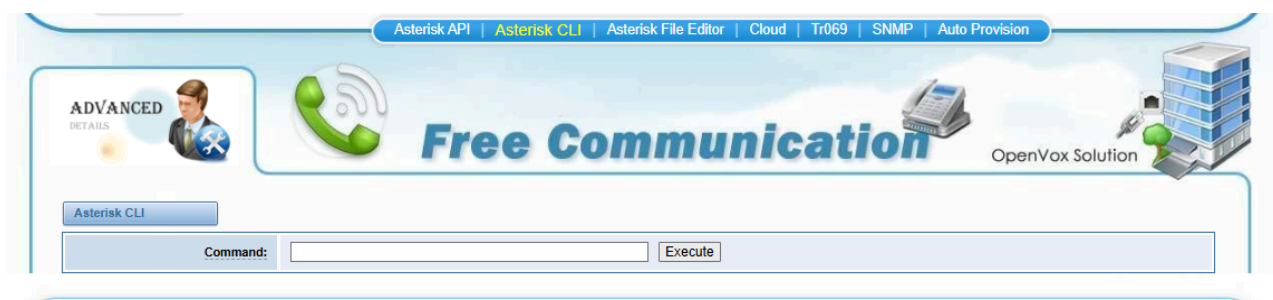 Asterisk API | Asterisk CLI | Asterisk File Editor | Cloud | Tr069 | SNMP | Auto Provision
ADVANCED
DETAILS
Free Communication
OpenVox Solution
Asterisk CLI
Command: Execute